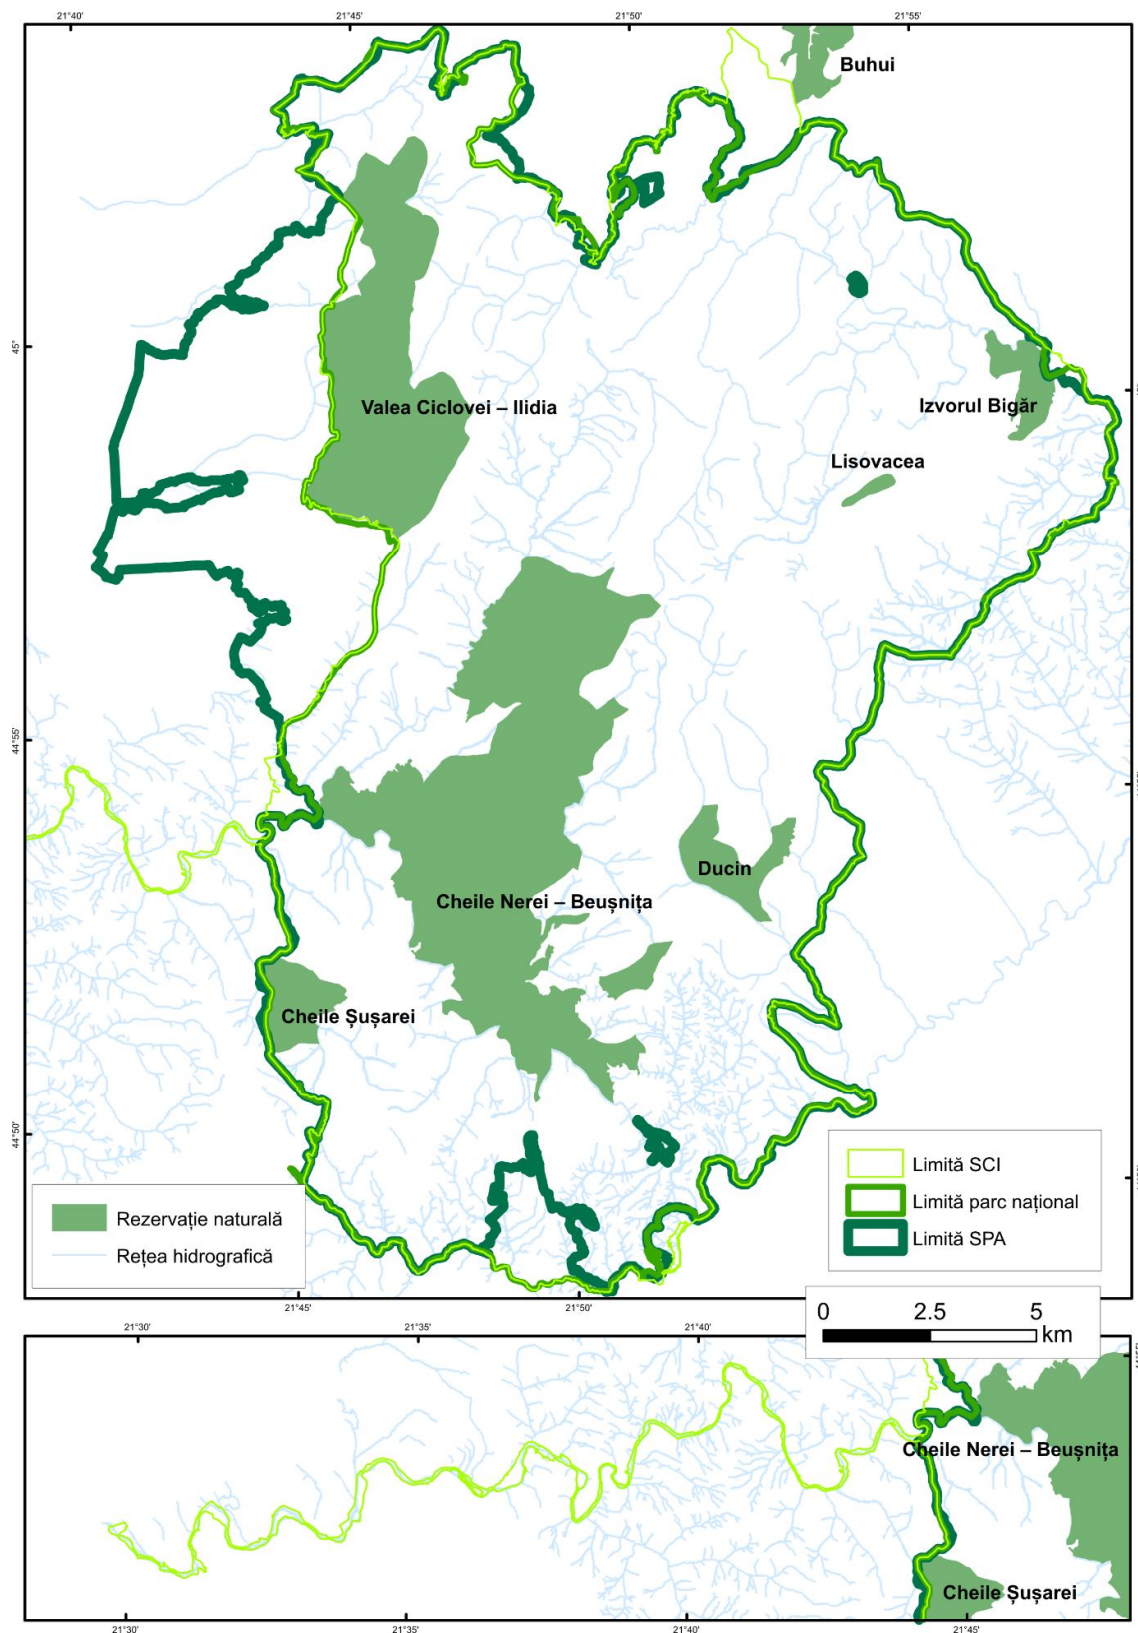 21°40'
21°45'
21°50'
21°55'
Buhui
45°
Valea Ciclovei – Ilidia
Izvorul Bigăr
Lisovacea
44°55'
Ducin
Cheile Nerei – Beușnița
Cheile Șușarei
44°50'
Limită SCI
Limită parc național
Limită SPA
Rezervație naturală
Rețea hidrografică
21°45'
21°50'
0 2.5 5
km
21°30'
21°35'
21°40'
44°55'
Cheile Nerei – Beușnița
Cheile Șușarei
21°30'
21°35'
21°40'
21°45'